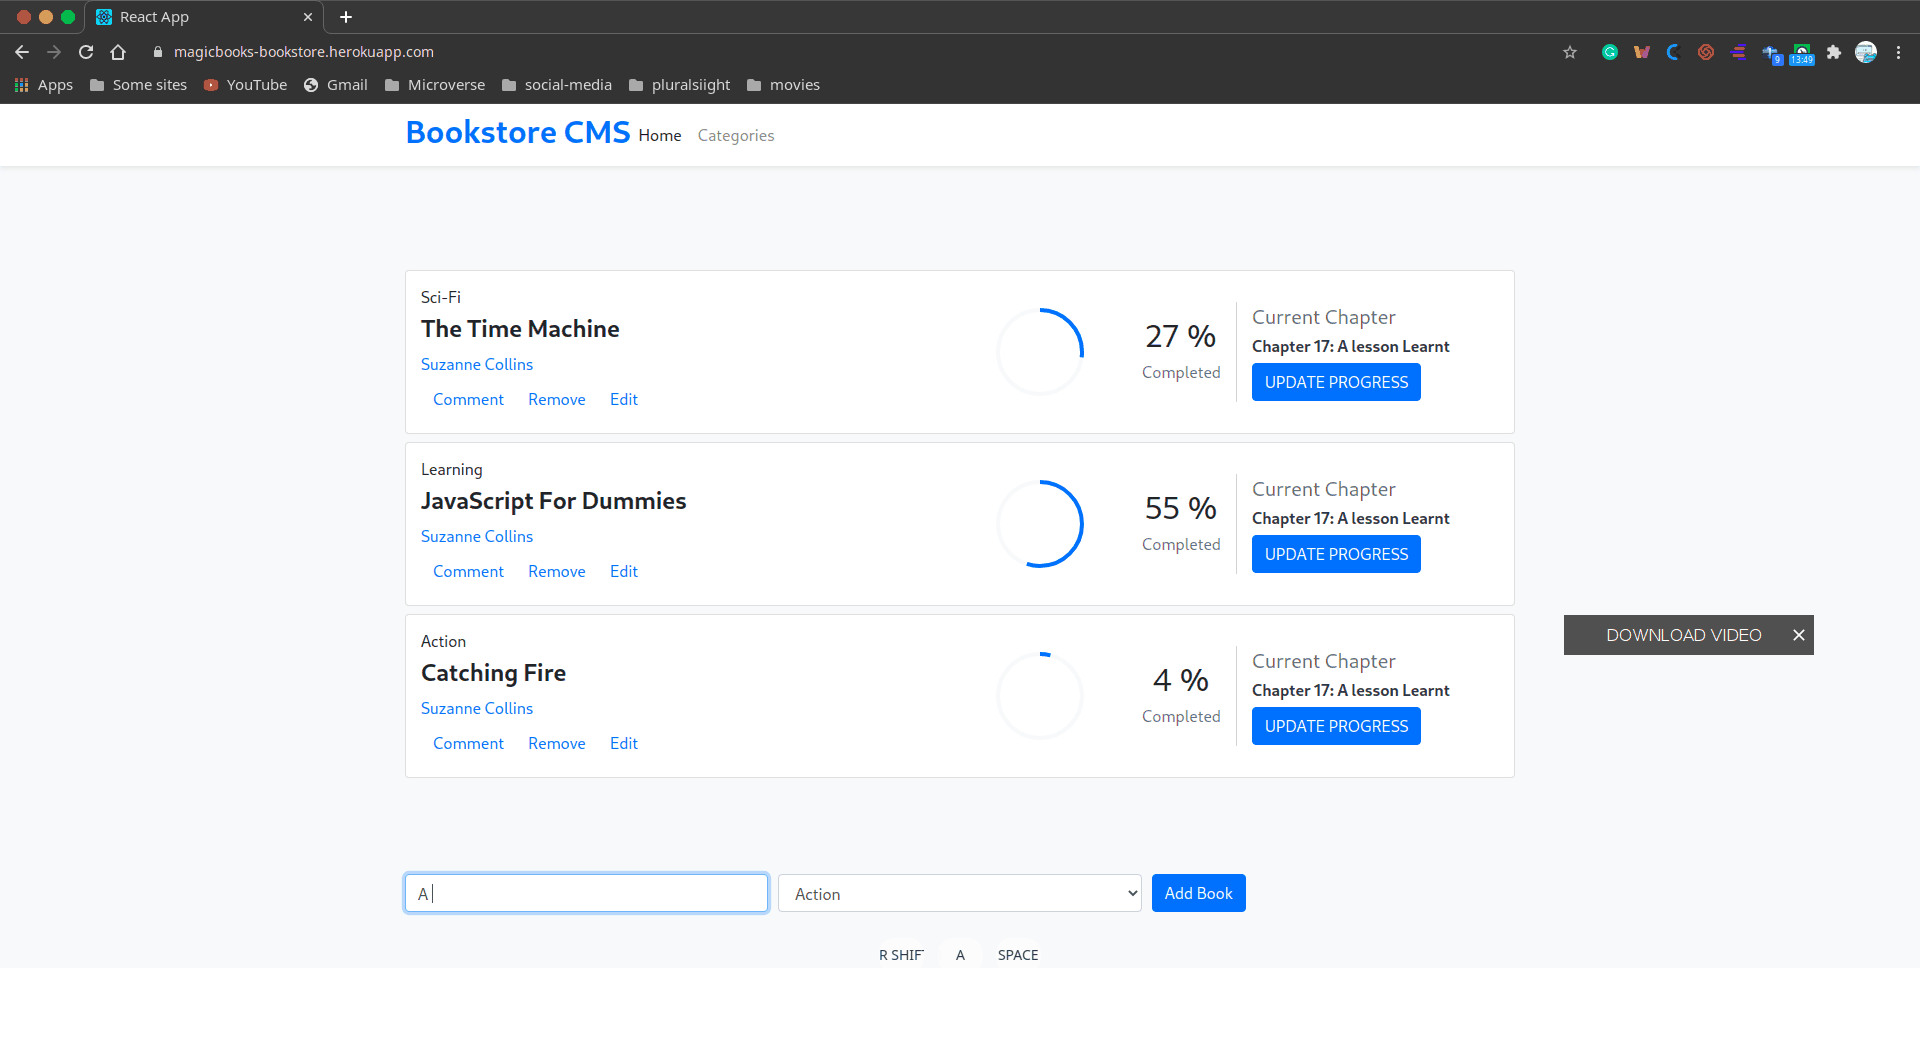 React App
magicbooks-bookstore.herokuapp.com
9 13:49
Apps Some sites YouTube Gmail Microverse social-media pluralsiight movies
Bookstore CMS Home Categories
Sci-Fi
The Time Machine
Suzanne Collins
Comment Remove Edit
27 %
Completed
Current Chapter
Chapter 17: A lesson Learnt
UPDATE PROGRESS
Learning
JavaScript For Dummies
Suzanne Collins
Comment Remove Edit
55 %
Completed
Current Chapter
Chapter 17: A lesson Learnt
UPDATE PROGRESS
Action
Catching Fire
Suzanne Collins
Comment Remove Edit
4 %
Completed
Current Chapter
Chapter 17: A lesson Learnt
UPDATE PROGRESS
DOWNLOAD VIDEO
A
Action
Add Book
R SHIF A SPACE